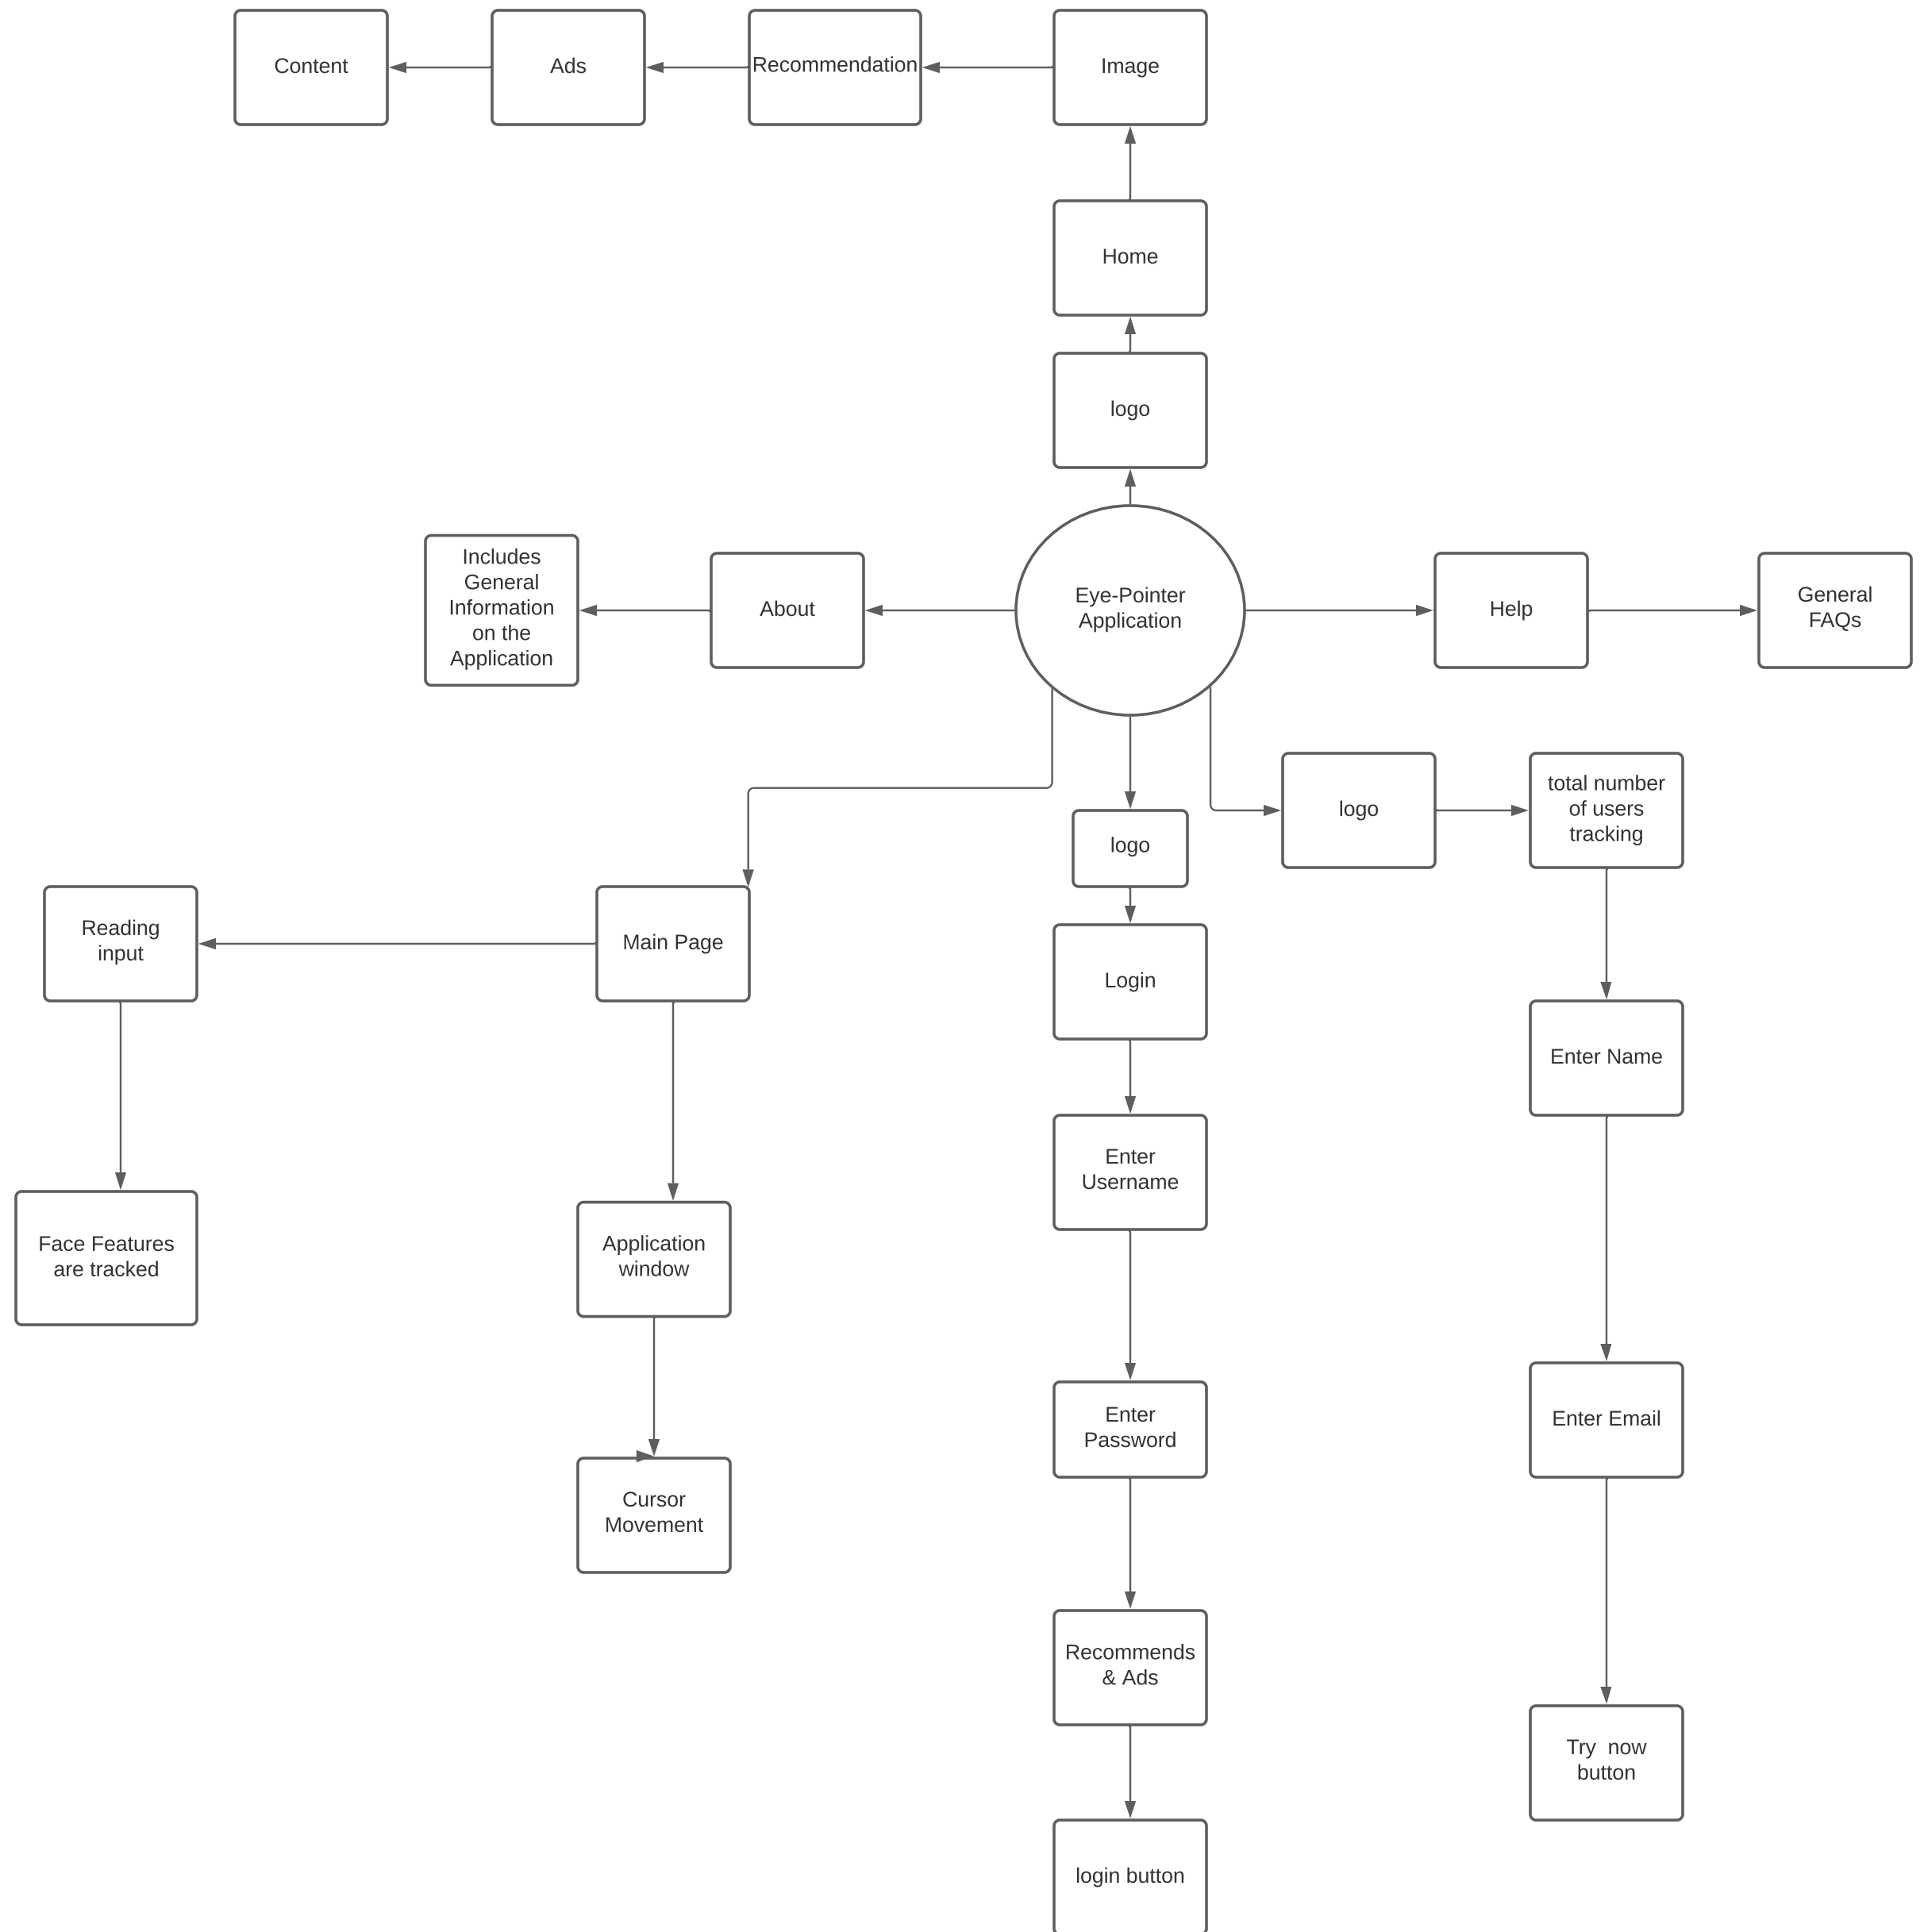 Content
Ads
Recommendation
Image
Home
logo
Includes
General
Information
on the
Application
About
Eye-Pointer
Application
Help
General
FAQs
logo
total number
of users
tracking
logo
Reading
input
Main Page
Login
Enter Name
Enter
Username
Face Features
are tracked
Application
window
Enter
Password
Enter Email
Cursor
Movement
Recommends
& Ads
Try  now
button
login button